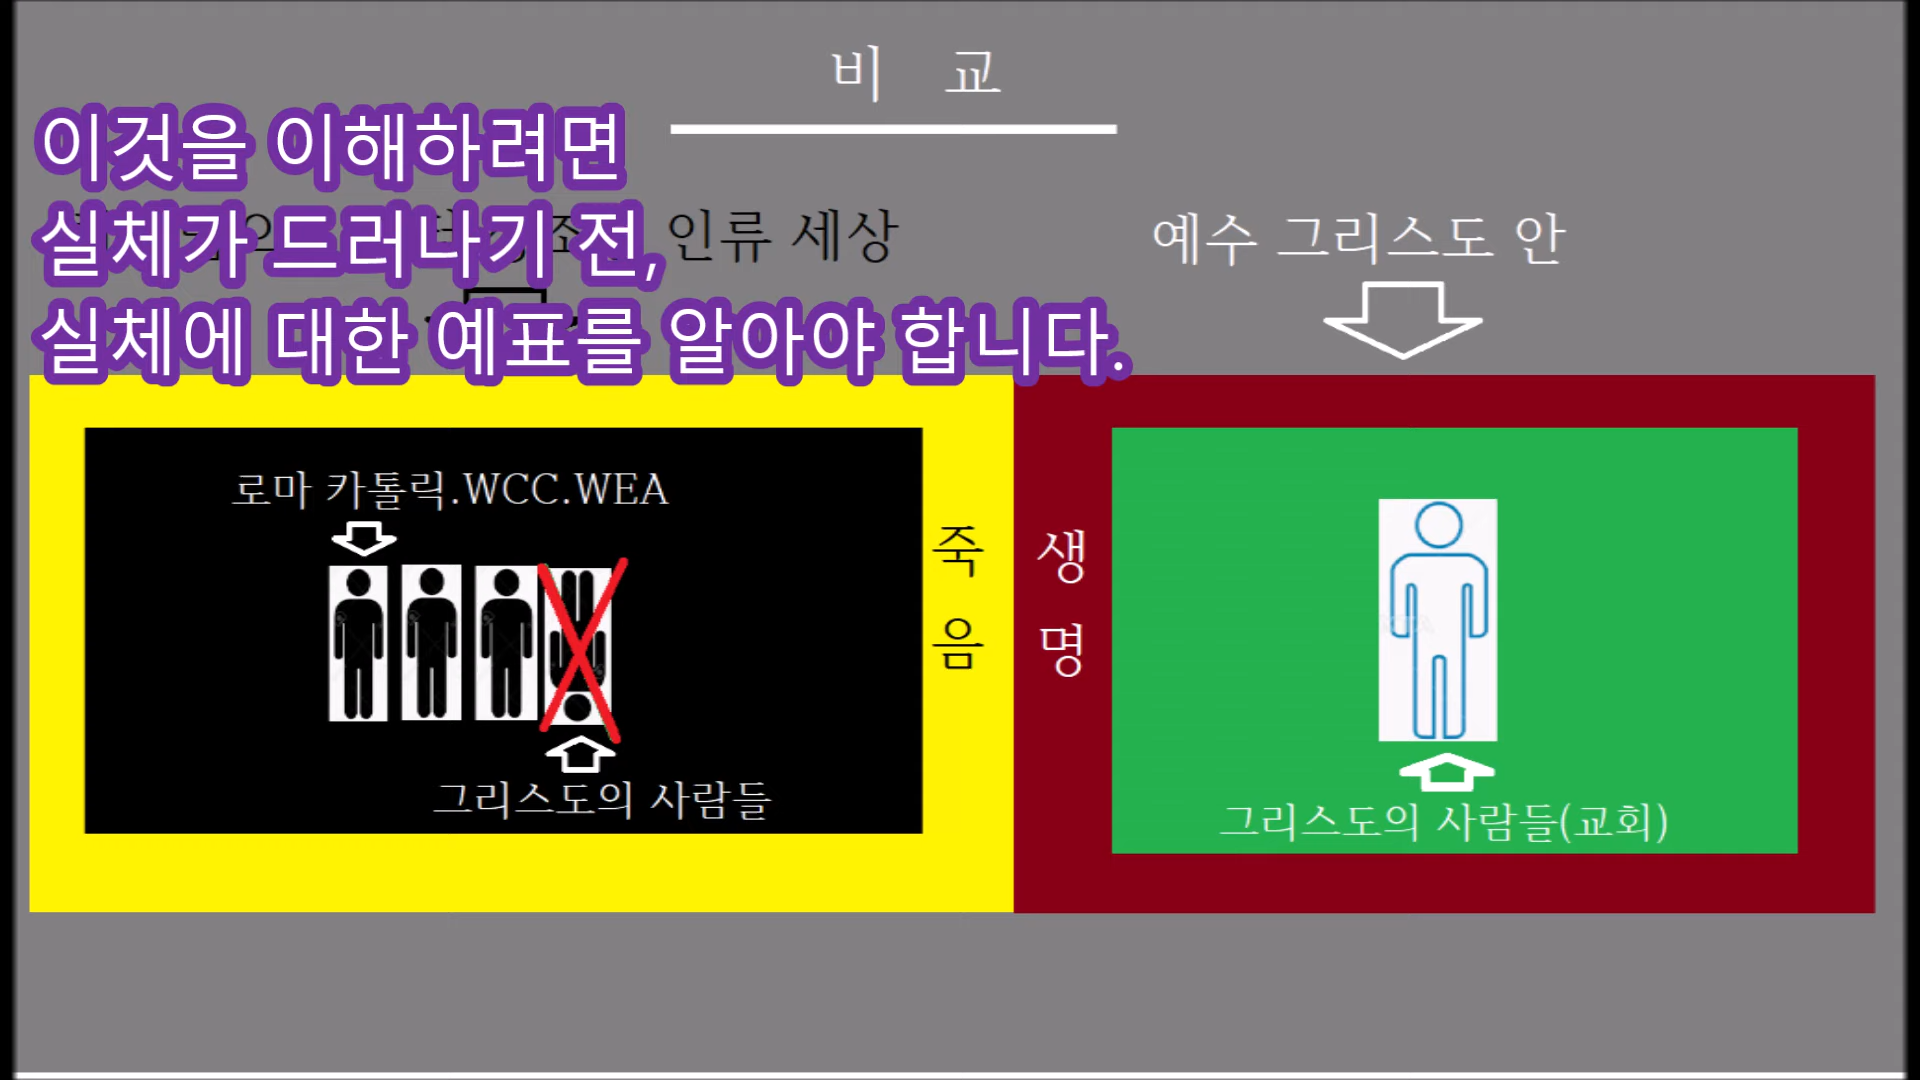 비 교
이것을 이해하려면
실체가 드러나기 전,
실체에 대한 예표를 알아야 합니다.
인류 세상
예수 그리스도 안
로마 카톨릭.WCC.WEA
죽
음
생
명
그리스도의 사람들
그리스도의 사람들(교회)